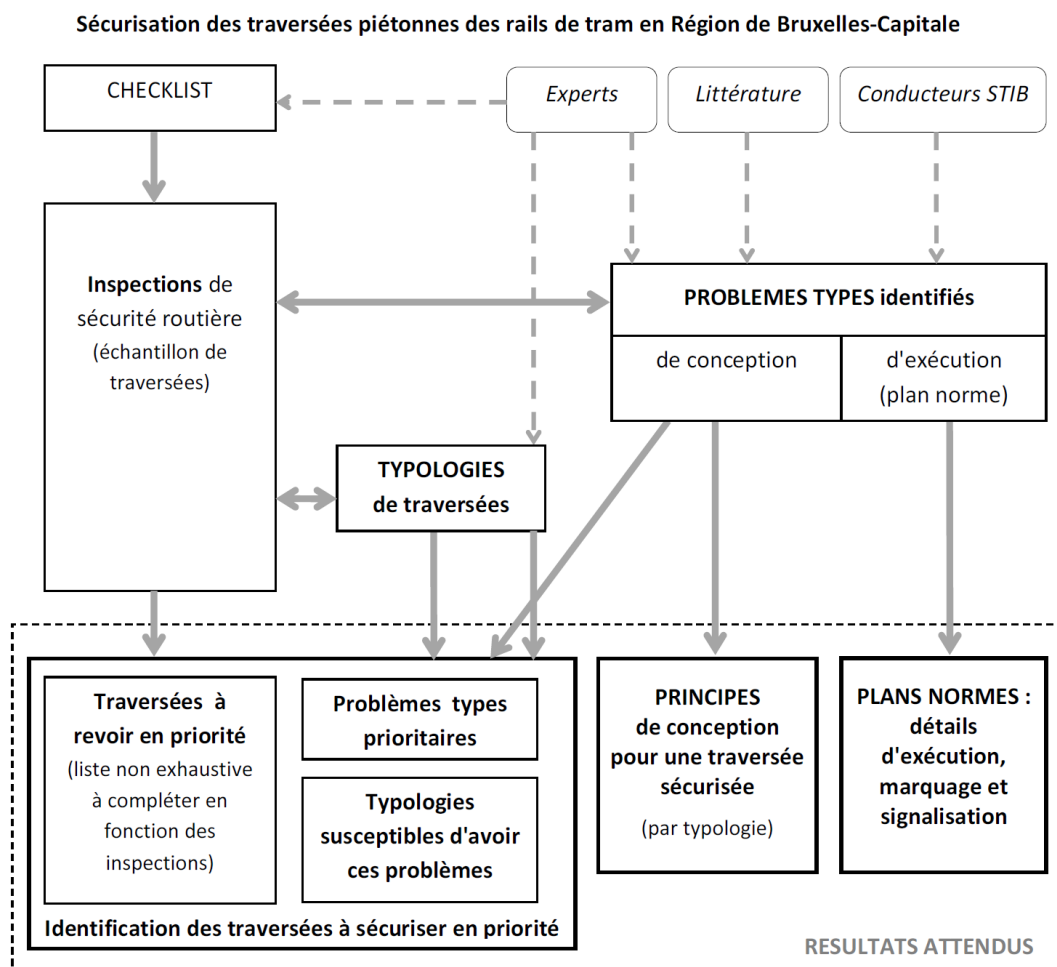 Sécurisation des traversées piétonnes des rails de tram en Région de Bruxelles-Capitale
CHECKLIST
Experts
Littérature
Conducteurs STIB
Inspections de
sécurité routière
(échantillon de
traversées)
PROBLEMES TYPES identifiés
de conception
d'exécution
(plan norme)
TYPOLOGIES
de traversées
Traversées à
revoir en priorité
(liste non exhaustive
à compléter en
fonction des
inspections)
Problèmes types
prioritaires
Typologies
susceptibles d'avoir
ces problèmes
Identification des traversées à sécuriser en priorité
PRINCIPES
de conception
pour une traversée
sécurisée
(par typologie)
PLANS NORMES :
détails
d'exécution,
marquage et
signalisation
RESULTATS ATTENDUS